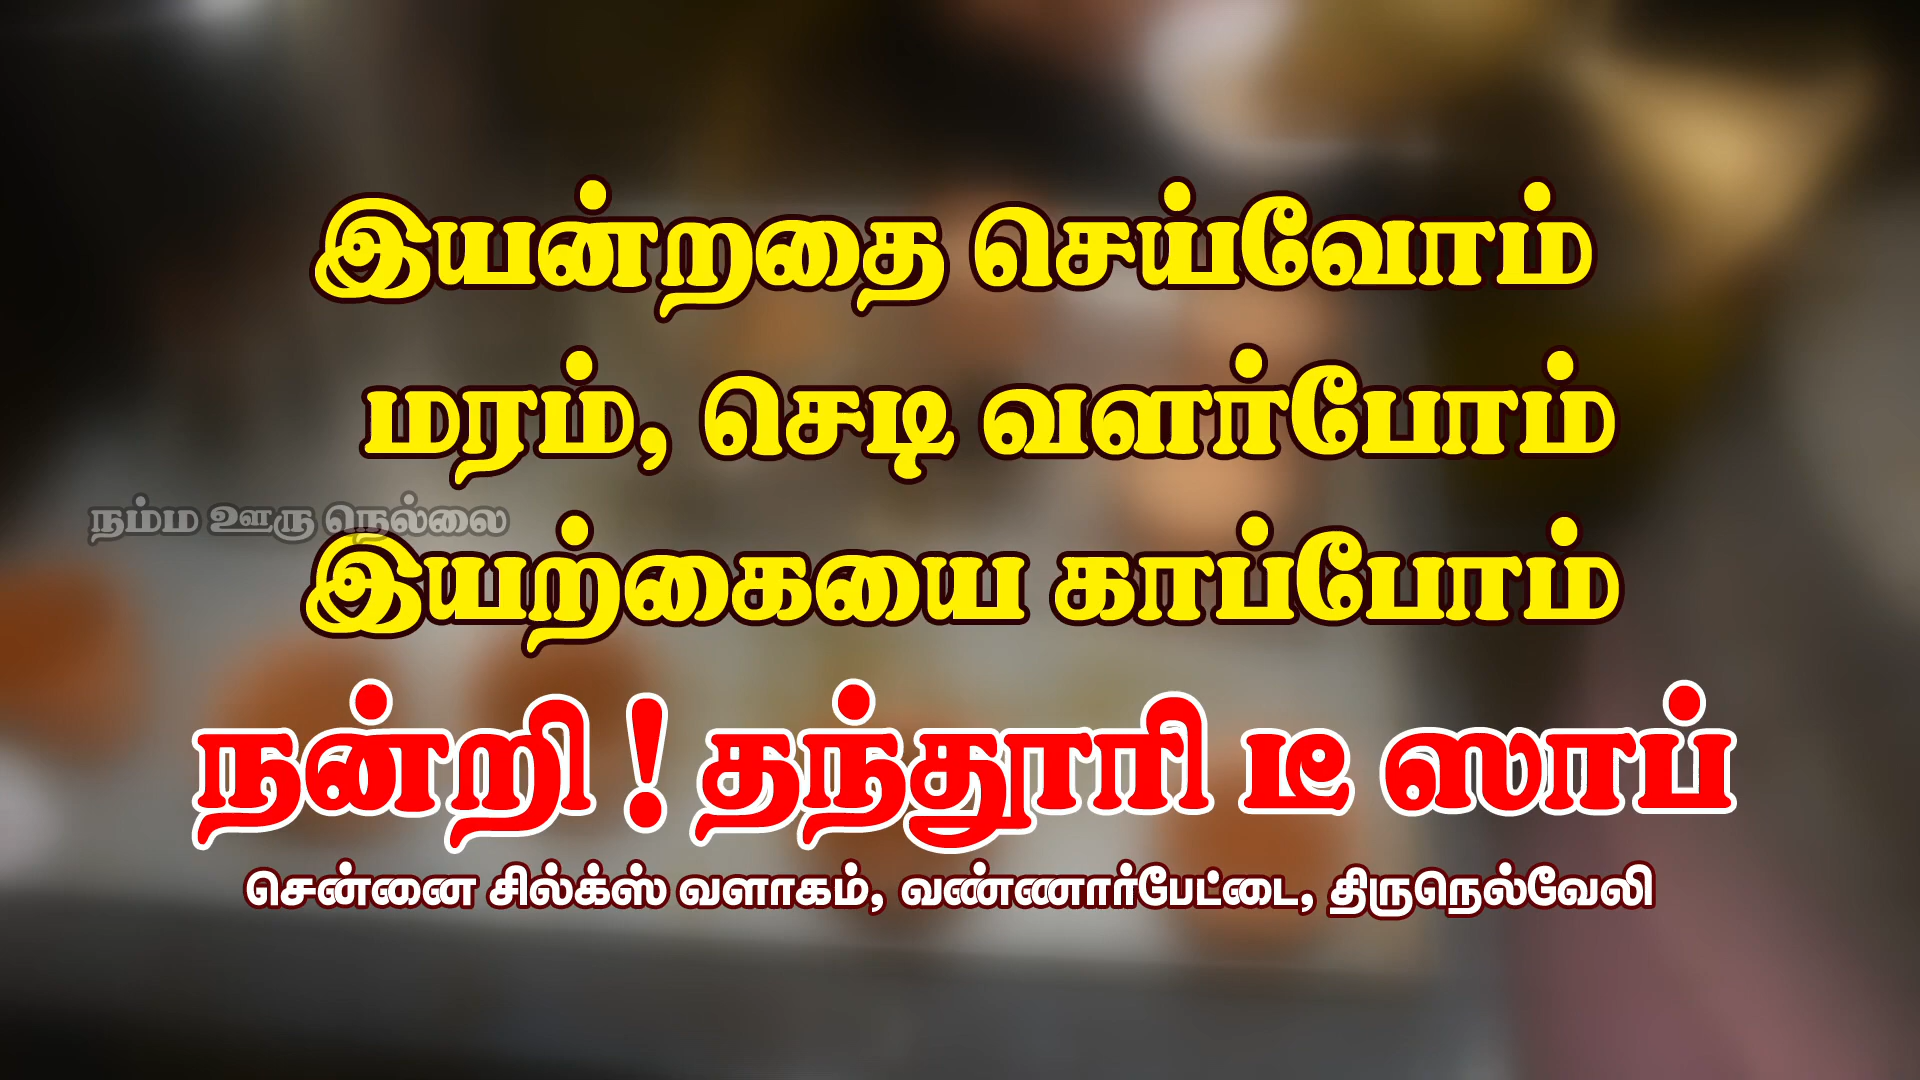 இயன்றதை செய்வோம்
மரம், செடி வளர்போம்
நம்ம ஊரு நெல்லை
இயற்கையை காப்போம்
நன்றி ! தந்தூரி டீ ஸாப்
சென்னை சில்க்ஸ் வளாகம், வண்ணார்பேட்டை, திருநெல்வேலி